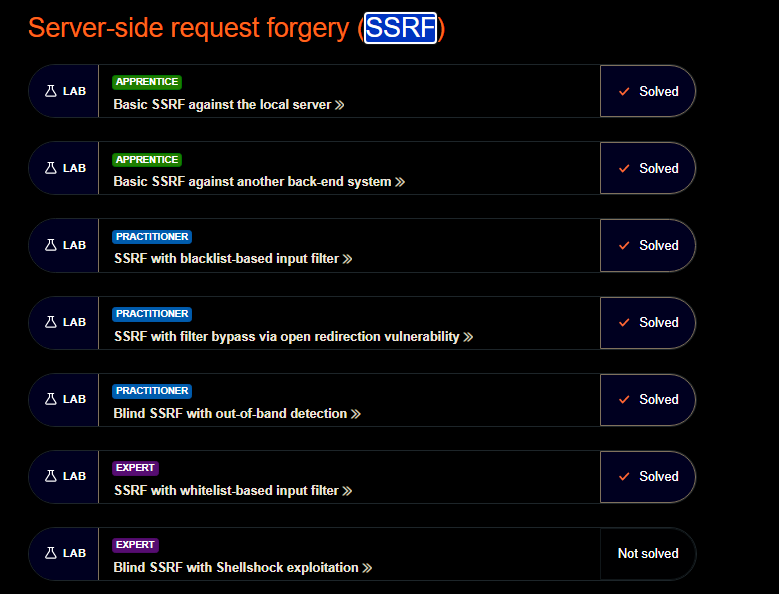 Server-side request forgery (SSRF)
LAB
APPRENTICE
Basic SSRF against the local server
Solved
LAB
APPRENTICE
Basic SSRF against another back-end system
Solved
LAB
PRACTITIONER
SSRF with blacklist-based input filter
Solved
LAB
PRACTITIONER
SSRF with filter bypass via open redirection vulnerability
Solved
LAB
PRACTITIONER
Blind SSRF with out-of-band detection
Solved
LAB
EXPERT
SSRF with whitelist-based input filter
Solved
LAB
EXPERT
Blind SSRF with Shellshock exploitation
Not solved